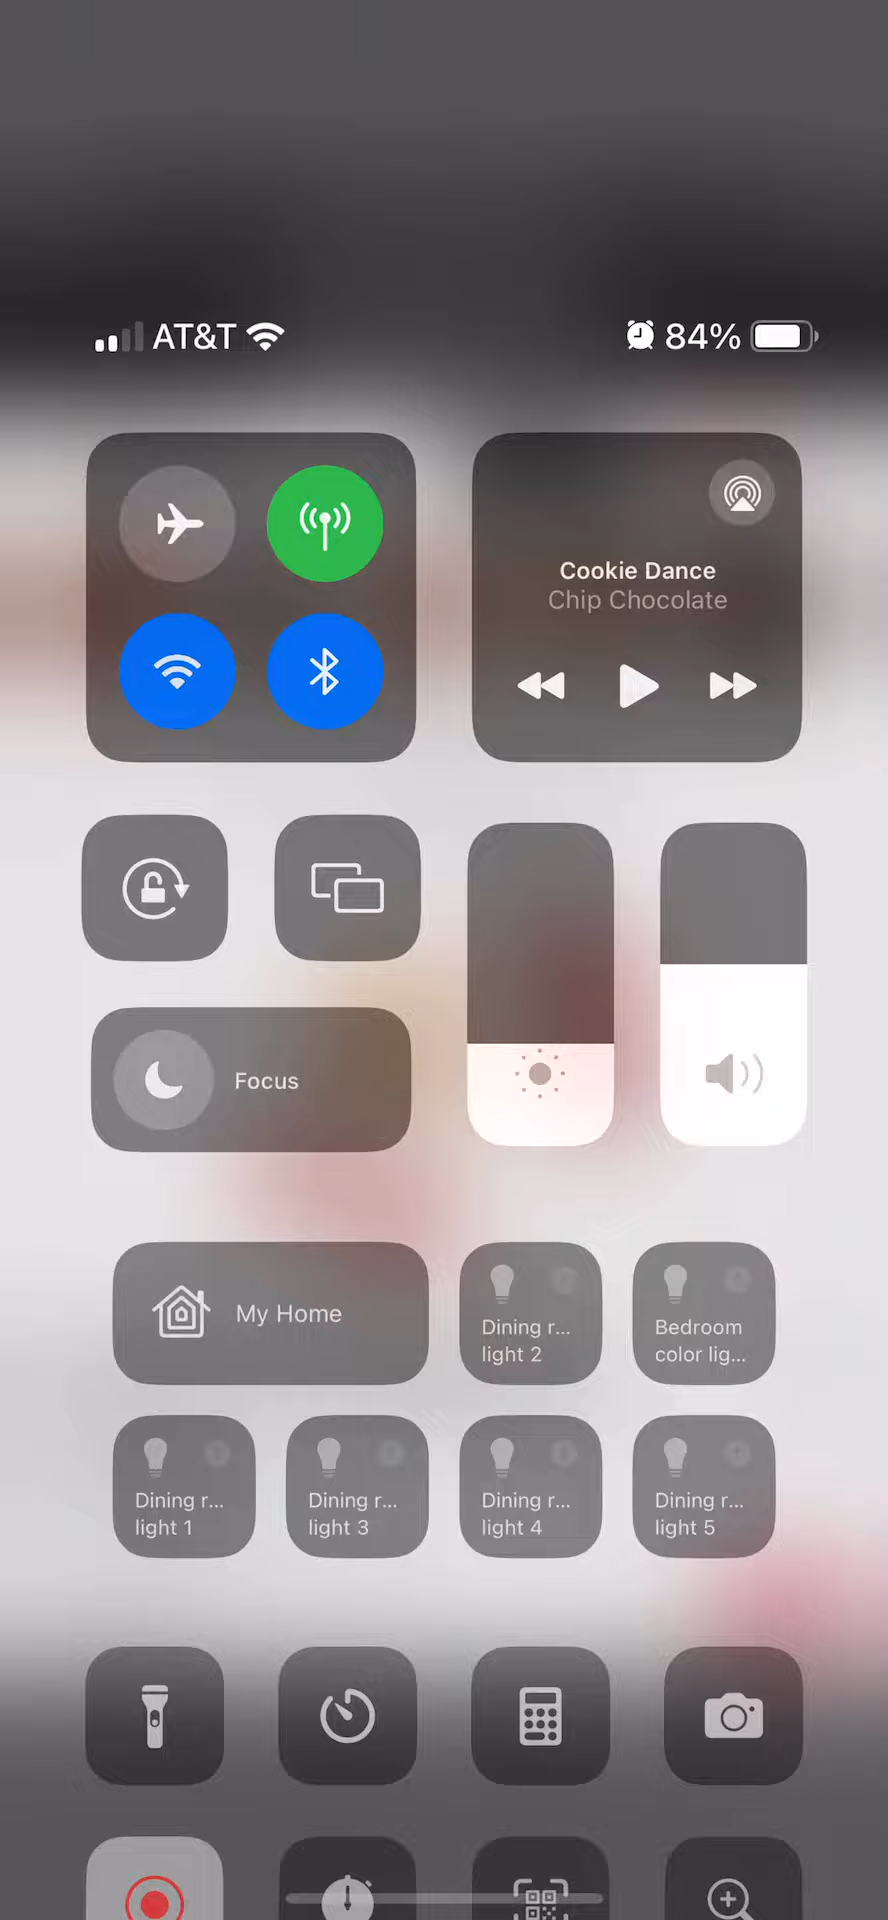 AT&T
84%
Cookie Dance
Chip Chocolate
Focus
My Home
Dining r...
light 2
Bedroom
color lig...
Dining r...
light 1
Dining r...
light 3
Dining r...
light 4
Dining r...
light 5